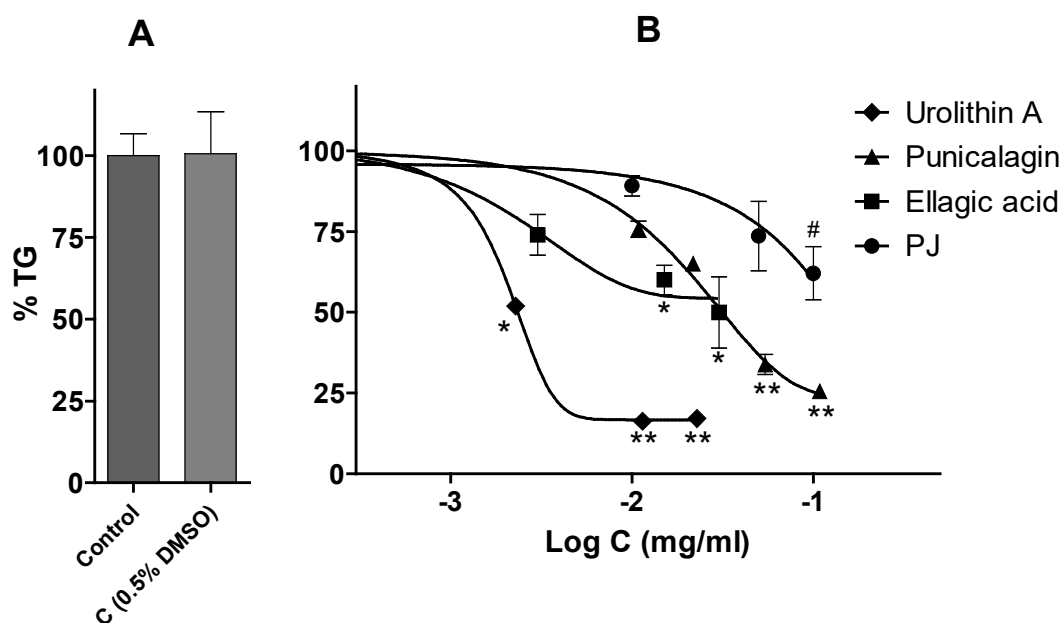 A
B
% TG
100
75
50
25
0
Control
C (0.5% DMSO)
100
75
50
25
0
-3
-2
-1
Log C (mg/ml)
*
**
**
*
*
**
**
#
Urolithin A
Punicalagin
Ellagic acid
PJ